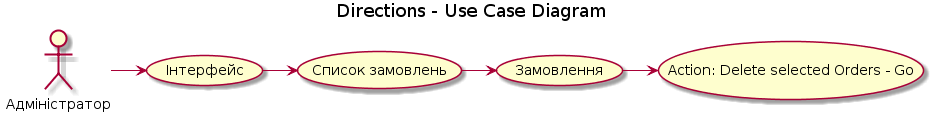 Directions - Use Case Diagram
Адміністратор
Інтерфейс
Список замовлень
Замовлення
Action: Delete selected Orders - Go